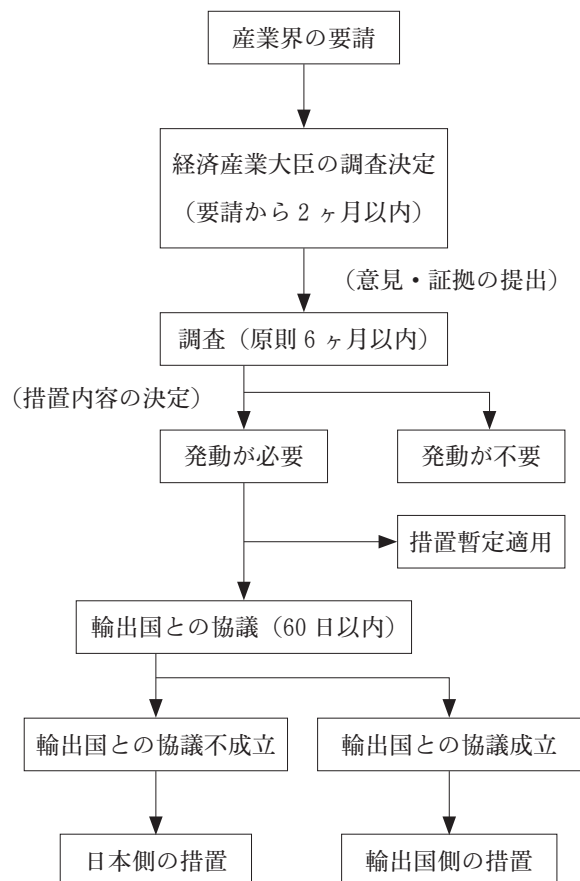 産業界の要請
経済産業大臣の調査決定
（要請から 2 ヶ月以内）
（意見・証拠の提出）
調査（原則 6 ヶ月以内）
（措置内容の決定）
発動が必要
発動が不要
措置暫定適用
輸出国との協議（60 日以内）
輸出国との協議不成立
輸出国との協議成立
日本側の措置
輸出国側の措置